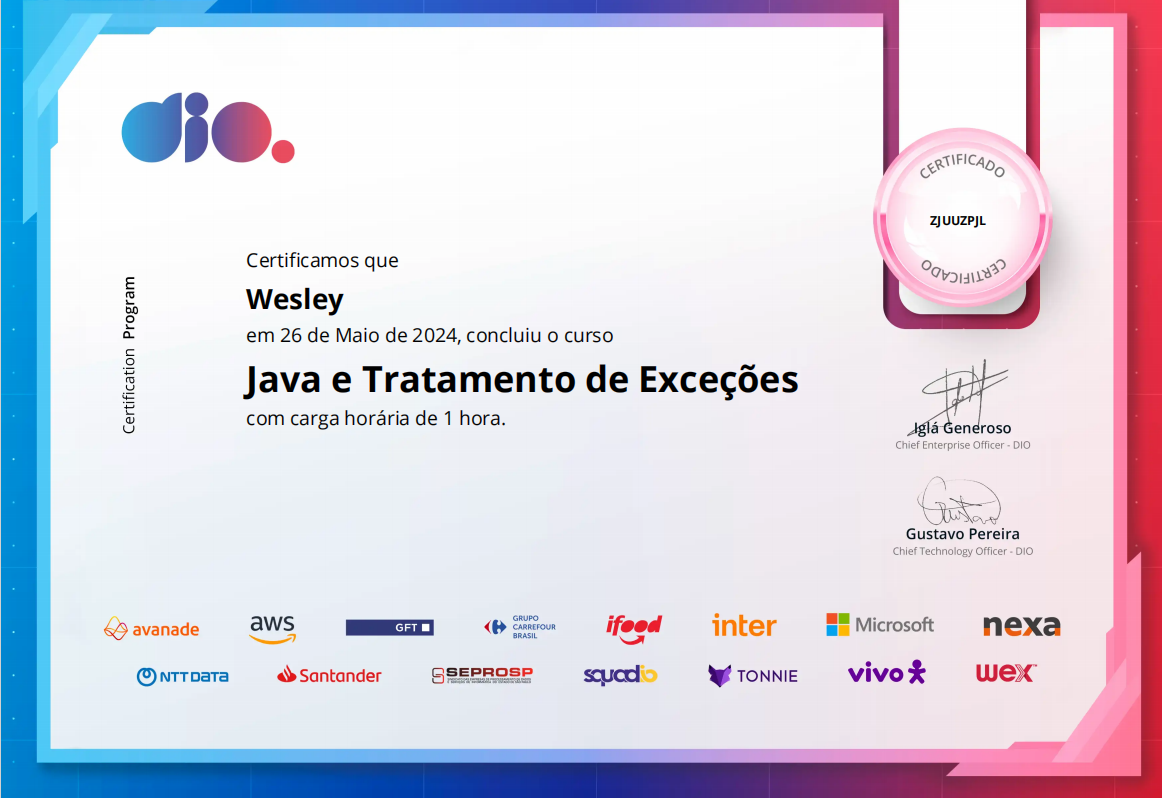 dio.
CERTIFICADO
ZJUUZPJL
CERTIFICADO
Certification Program
Certificamos que
Wesley
em 26 de Maio de 2024, concluiu o curso
Java e Tratamento de Exceções
com carga horária de 1 hora.
Iglá Generoso
Chief Enterprise Officer - DIO
Gustavo
Gustavo Pereira
Chief Technology Officer - DIO
avanade
aws
GFT
GRUPO
CARREFOUR
BRASIL
ifood
inter
Microsoft
nexa
NTT DATA
Santander
SEPROSP
squadio
TONNIE
vivo
wex™